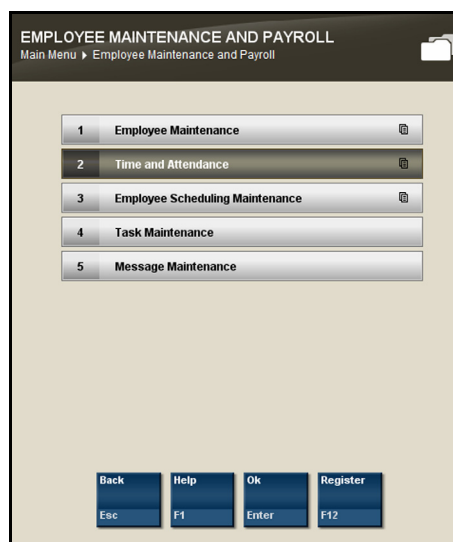 EMPLOYEE MAINTENANCE AND PAYROLL
Main Menu ▸ Employee Maintenance and Payroll
1 Employee Maintenance
2 Time and Attendance
3 Employee Scheduling Maintenance
4 Task Maintenance
5 Message Maintenance
Back Help Ok Register
Esc F1 Enter F12